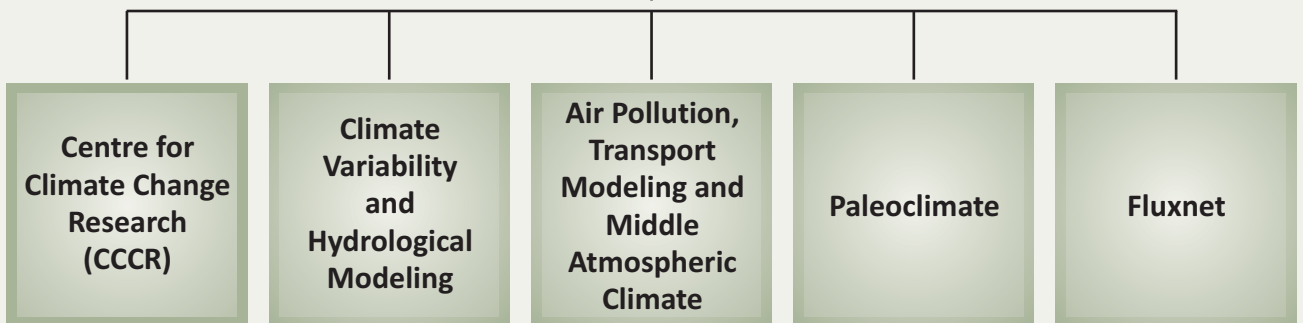 Centre for
Climate Change
Research
(CCCR)
Climate
Variability
and
Hydrological
Modeling
Air Pollution,
Transport
Modeling and
Middle
Atmospheric
Climate
Paleoclimate
Fluxnet